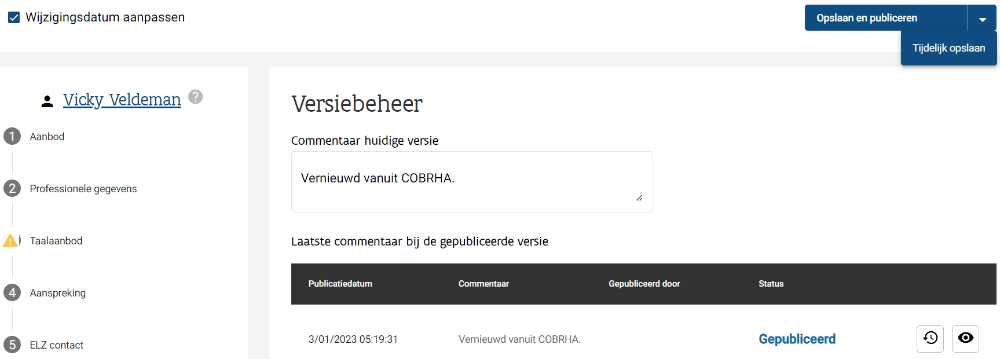 Wijzigingsdatum aanpassen
Opslaan en publiceren
Tijdelijk opslaan
Vicky Veldeman ?
1 Aanbod
2 Professionele gegevens
Taalaanbod
4 Aanspreking
5 ELZ contact
Versiebeheer
Commentaar huidige versie
Vernieuwd vanuit COBRHA.
Laatste commentaar bij de gepubliceerde versie
Publicatiedatum Commentaar Gepubliceerd door Status
3/01/2023 05:19:31 Vernieuwd vanuit COBRHA. Gepubliceerd